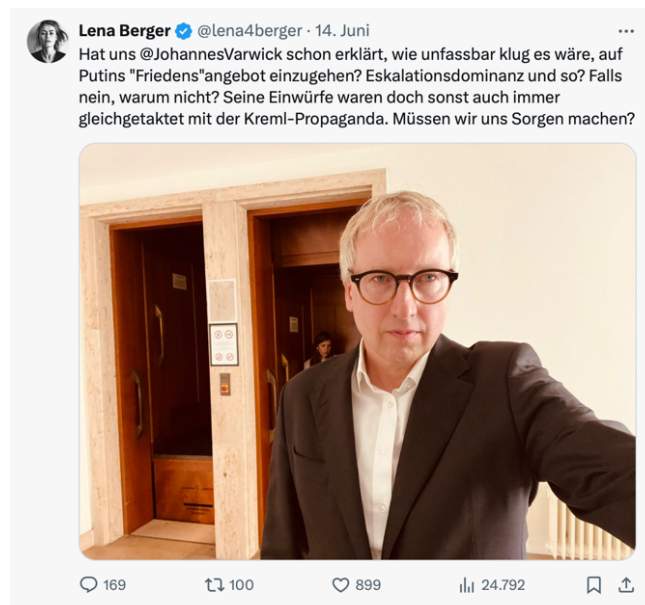 Lena Berger @lena4berger · 14. Juni
Hat uns @JohannesVarwick schon erklärt, wie unfassbar klug es wäre, auf
Putins "Friedens"angebot einzugehen? Eskalationsdominanz und so? Falls
nein, warum nicht? Seine Einwürfe waren doch sonst auch immer
gleichgetaktet mit der Kreml-Propaganda. Müssen wir uns Sorgen machen?
169 100 899 24.792